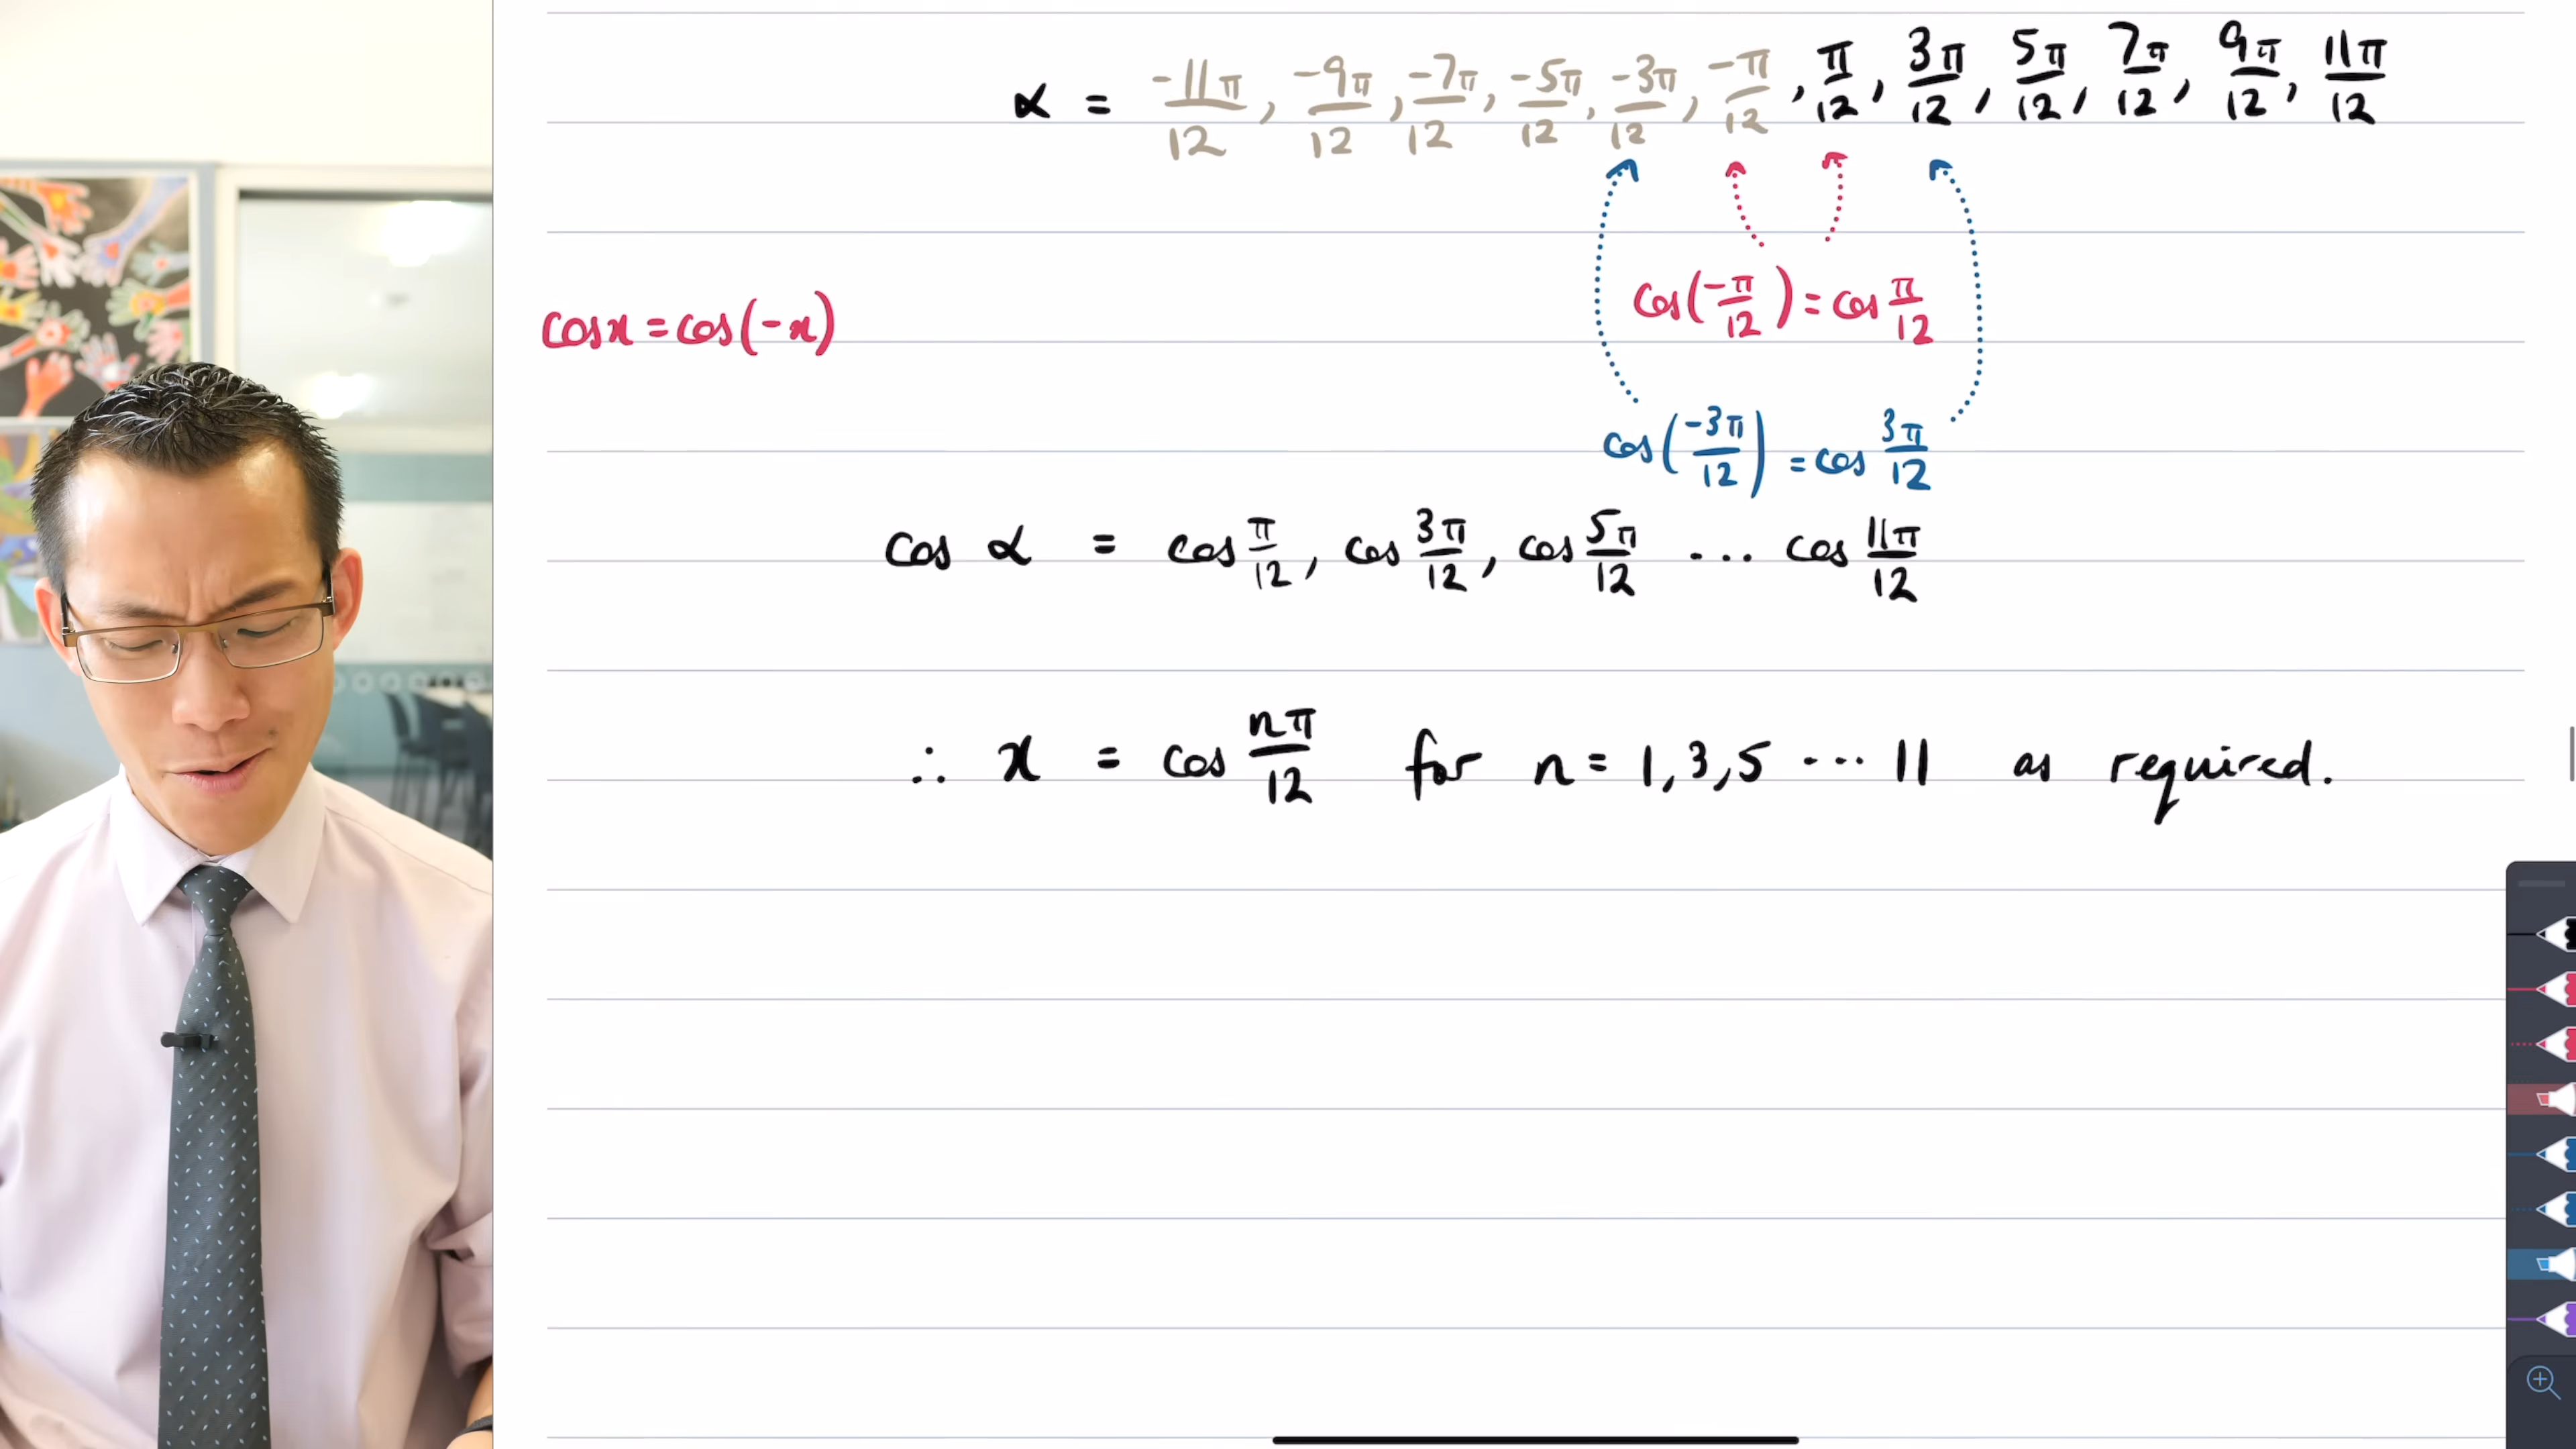 α = -11π/12, -9π/12, -7π/12, -5π/12, -3π/12, -π/12, π/12, 3π/12, 5π/12, 7π/12, 9π/12, 11π/12
cos x = cos(-x)
cos(-π/12) = cos π/12
cos(-3π/12) = cos 3π/12
cos α = cos π/12, cos 3π/12, cos 5π/12 ... cos 11π/12
∴ x = cos nπ/12 for n = 1, 3, 5 ... 11 as required.